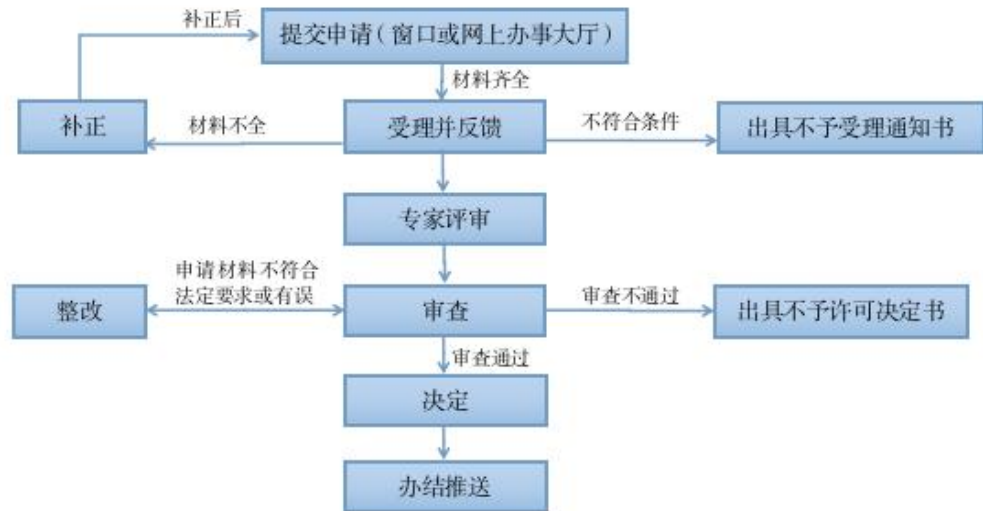 补正后
提交申请（窗口或网上办事大厅）
材料齐全
补正
材料不全
受理并反馈
不符合条件
出具不予受理通知书
专家评审
申请材料不符合
法定要求或有误
整改
审查
审查不通过
出具不予许可决定书
审查通过
决定
办结推送